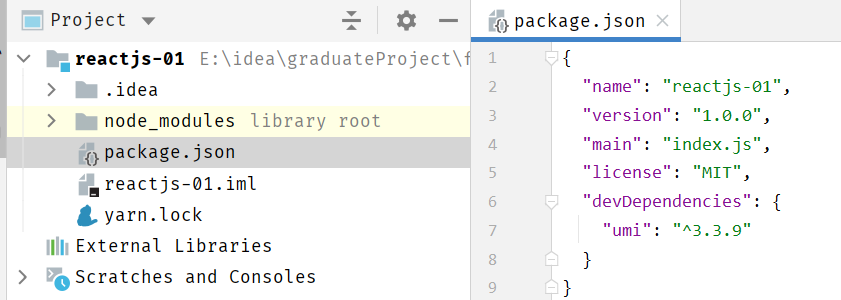 Project
reactjs-01 E:\idea\graduateProject\f
.idea
node_modules library root
package.json
reactjs-01.iml
yarn.lock
External Libraries
Scratches and Consoles
package.json
1 {
2 "name": "reactjs-01",
3 "version": "1.0.0",
4 "main": "index.js",
5 "license": "MIT",
6 "devDependencies": {
7 "umi": "^3.3.9"
8 }
9 }